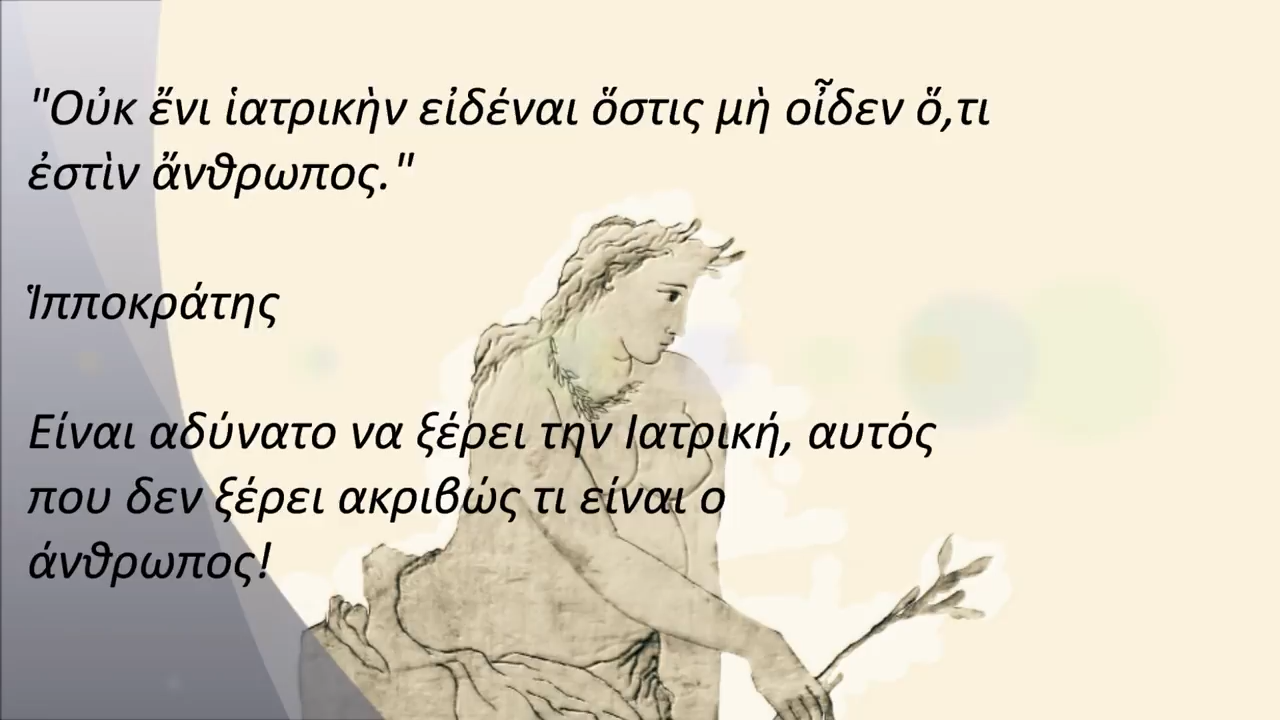 "Οὐκ ἔνι ἰατρικὴν εἰδέναι ὅστις μὴ οἶδεν ὅ,τι
ἐστὶν ἄνθρωπος."
Ἱπποκράτης
Είναι αδύνατο να ξέρει την Ιατρική, αυτός
που δεν ξέρει ακριβώς τι είναι ο
άνθρωπος!